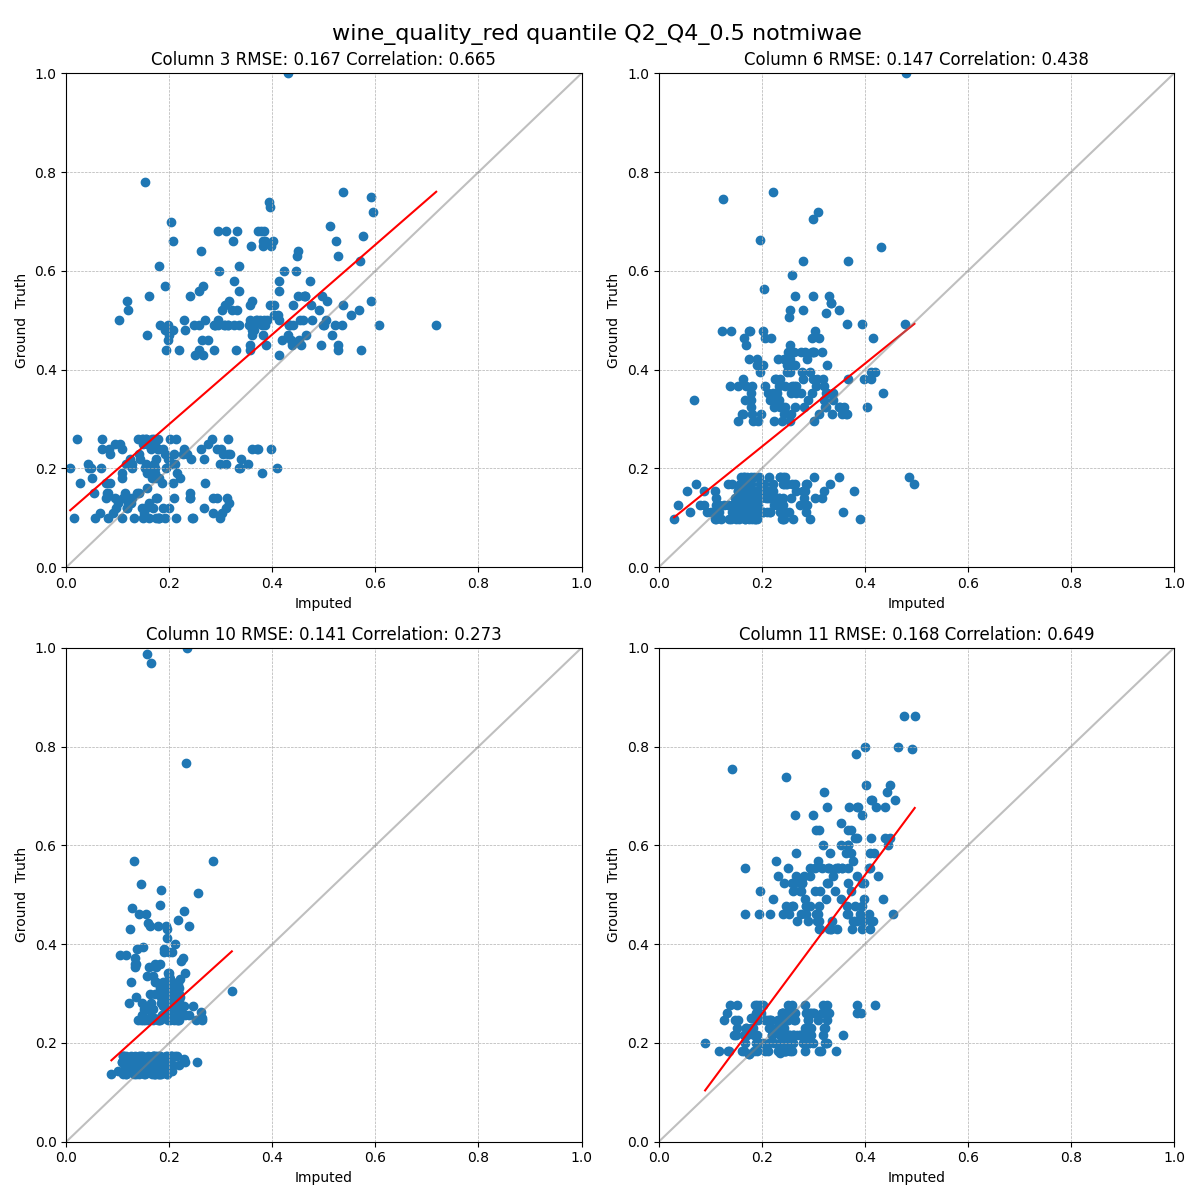 wine_quality_red quantile Q2_Q4_0.5 notmiwae
Column 3 RMSE: 0.167 Correlation: 0.665
1.0
0.8
0.6
0.4
0.2
0.0
Ground Truth
0.0 0.2 0.4 0.6 0.8 1.0
Imputed
Column 6 RMSE: 0.147 Correlation: 0.438
1.0
0.8
0.6
0.4
0.2
0.0
Ground Truth
0.0 0.2 0.4 0.6 0.8 1.0
Imputed
Column 10 RMSE: 0.141 Correlation: 0.273
1.0
0.8
0.6
0.4
0.2
0.0
Ground Truth
0.0 0.2 0.4 0.6 0.8 1.0
Imputed
Column 11 RMSE: 0.168 Correlation: 0.649
1.0
0.8
0.6
0.4
0.2
0.0
Ground Truth
0.0 0.2 0.4 0.6 0.8 1.0
Imputed